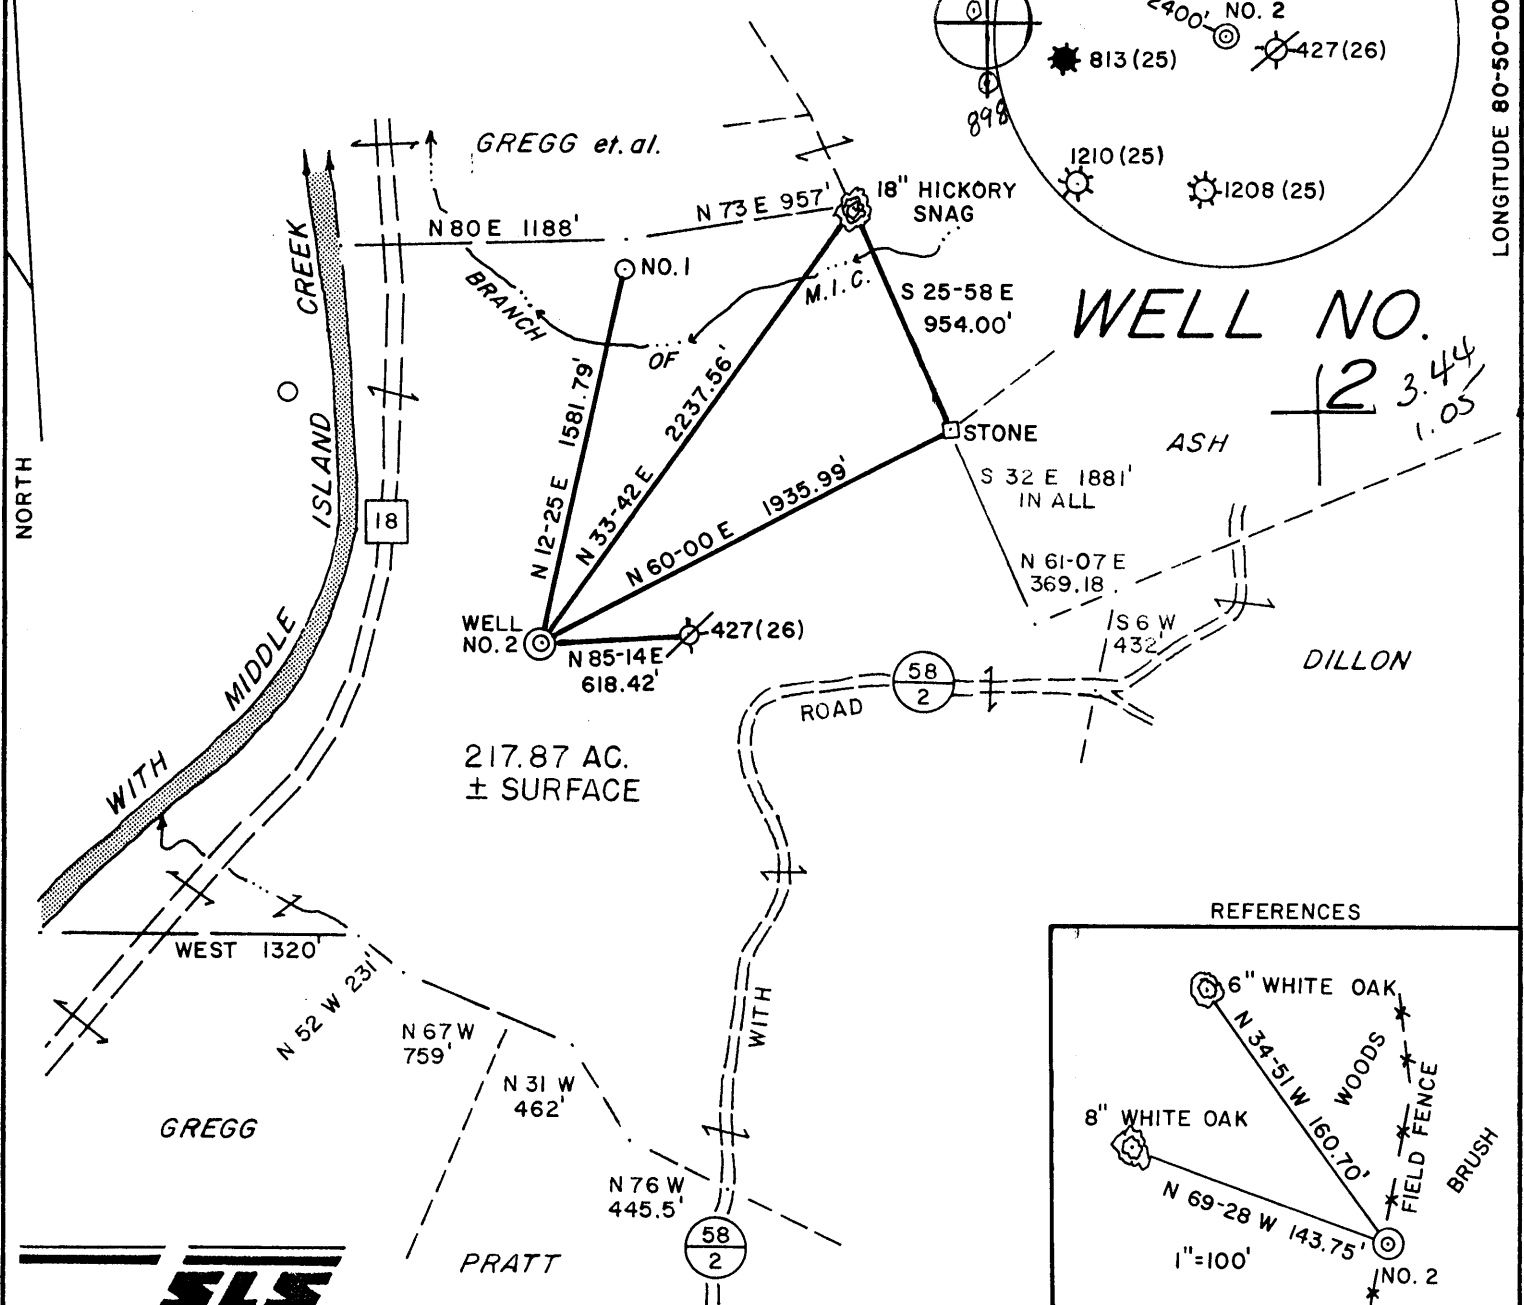 2400'
NO. 2
427(26)
813(25)
898
1210(25)
1208(25)
LONGITUDE 80-50-00
GREGG et.al.
N 80 E 1188'
N 73 E 957'
18" HICKORY
SNAG
NO. 1
BRANCH
OF
M.I.C.
S 25-58 E
954.00'
WELL NO.
2
3.44
1.05
CREEK
ISLAND
MIDDLE
WITH
NORTH
18
N 12-25 E 1581.79'
N 33-42 E 2237.56'
N 60-00 E 1935.99'
STONE
ASH
S 32 E 1881'
IN ALL
N 61-07 E
369.18
S 6 W
432'
DILLON
WELL
NO. 2
427(26)
N 85-14 E
618.42'
58
2
ROAD
217.87 AC.
± SURFACE
WEST 1320'
N 52 W 231'
N 67 W
759'
N 31 W
462'
WITH
GREGG
N 76 W
445.5'
58
2
PRATT
SLS
REFERENCES
6" WHITE OAK
N 34-51 W 160.70'
WOODS
FIELD FENCE
BRUSH
8" WHITE OAK
N 69-28 W 143.75'
1"=100'
NO. 2